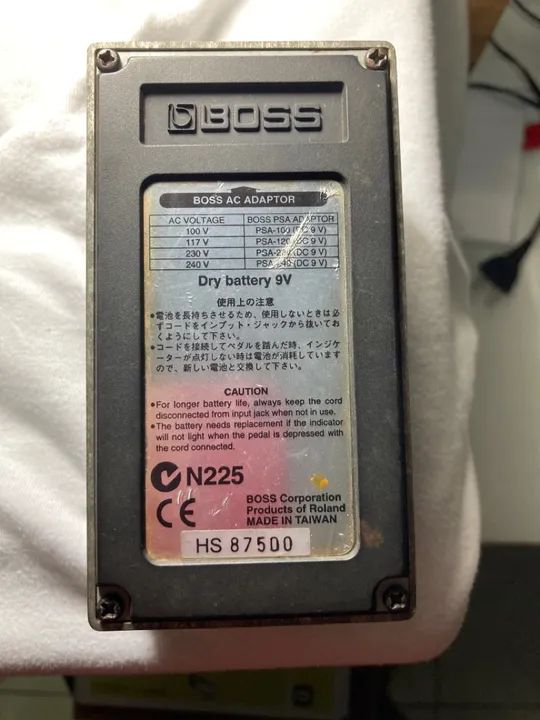 BOSS
BOSS AC ADAPTOR
AC VOLTAGE BOSS PSA ADAPTOR
100 V PSA-100 (DC 9 V)
117 V PSA-120 (DC 9 V)
230 V PSA-230 (DC 9 V)
240 V PSA-240 (DC 9 V)
Dry battery 9V
使用上の注意
●電池を長持ちさせるため、使用しないときは必
ずコードをインプット・ジャックから抜いてお
くようにして下さい。
●コードを接続してペダルを踏んだ時、インジケ
ーターが点灯しない時は電池が消耗しています
ので、新しい電池と交換して下さい。
CAUTION
●For longer battery life, always keep the cord
disconnected from input jack when not in use.
●The battery needs replacement if the indicator
will not light when the pedal is depressed with
the cord connected.
N225
CE
BOSS Corporation
Products of Roland
MADE IN TAIWAN
HS 87500